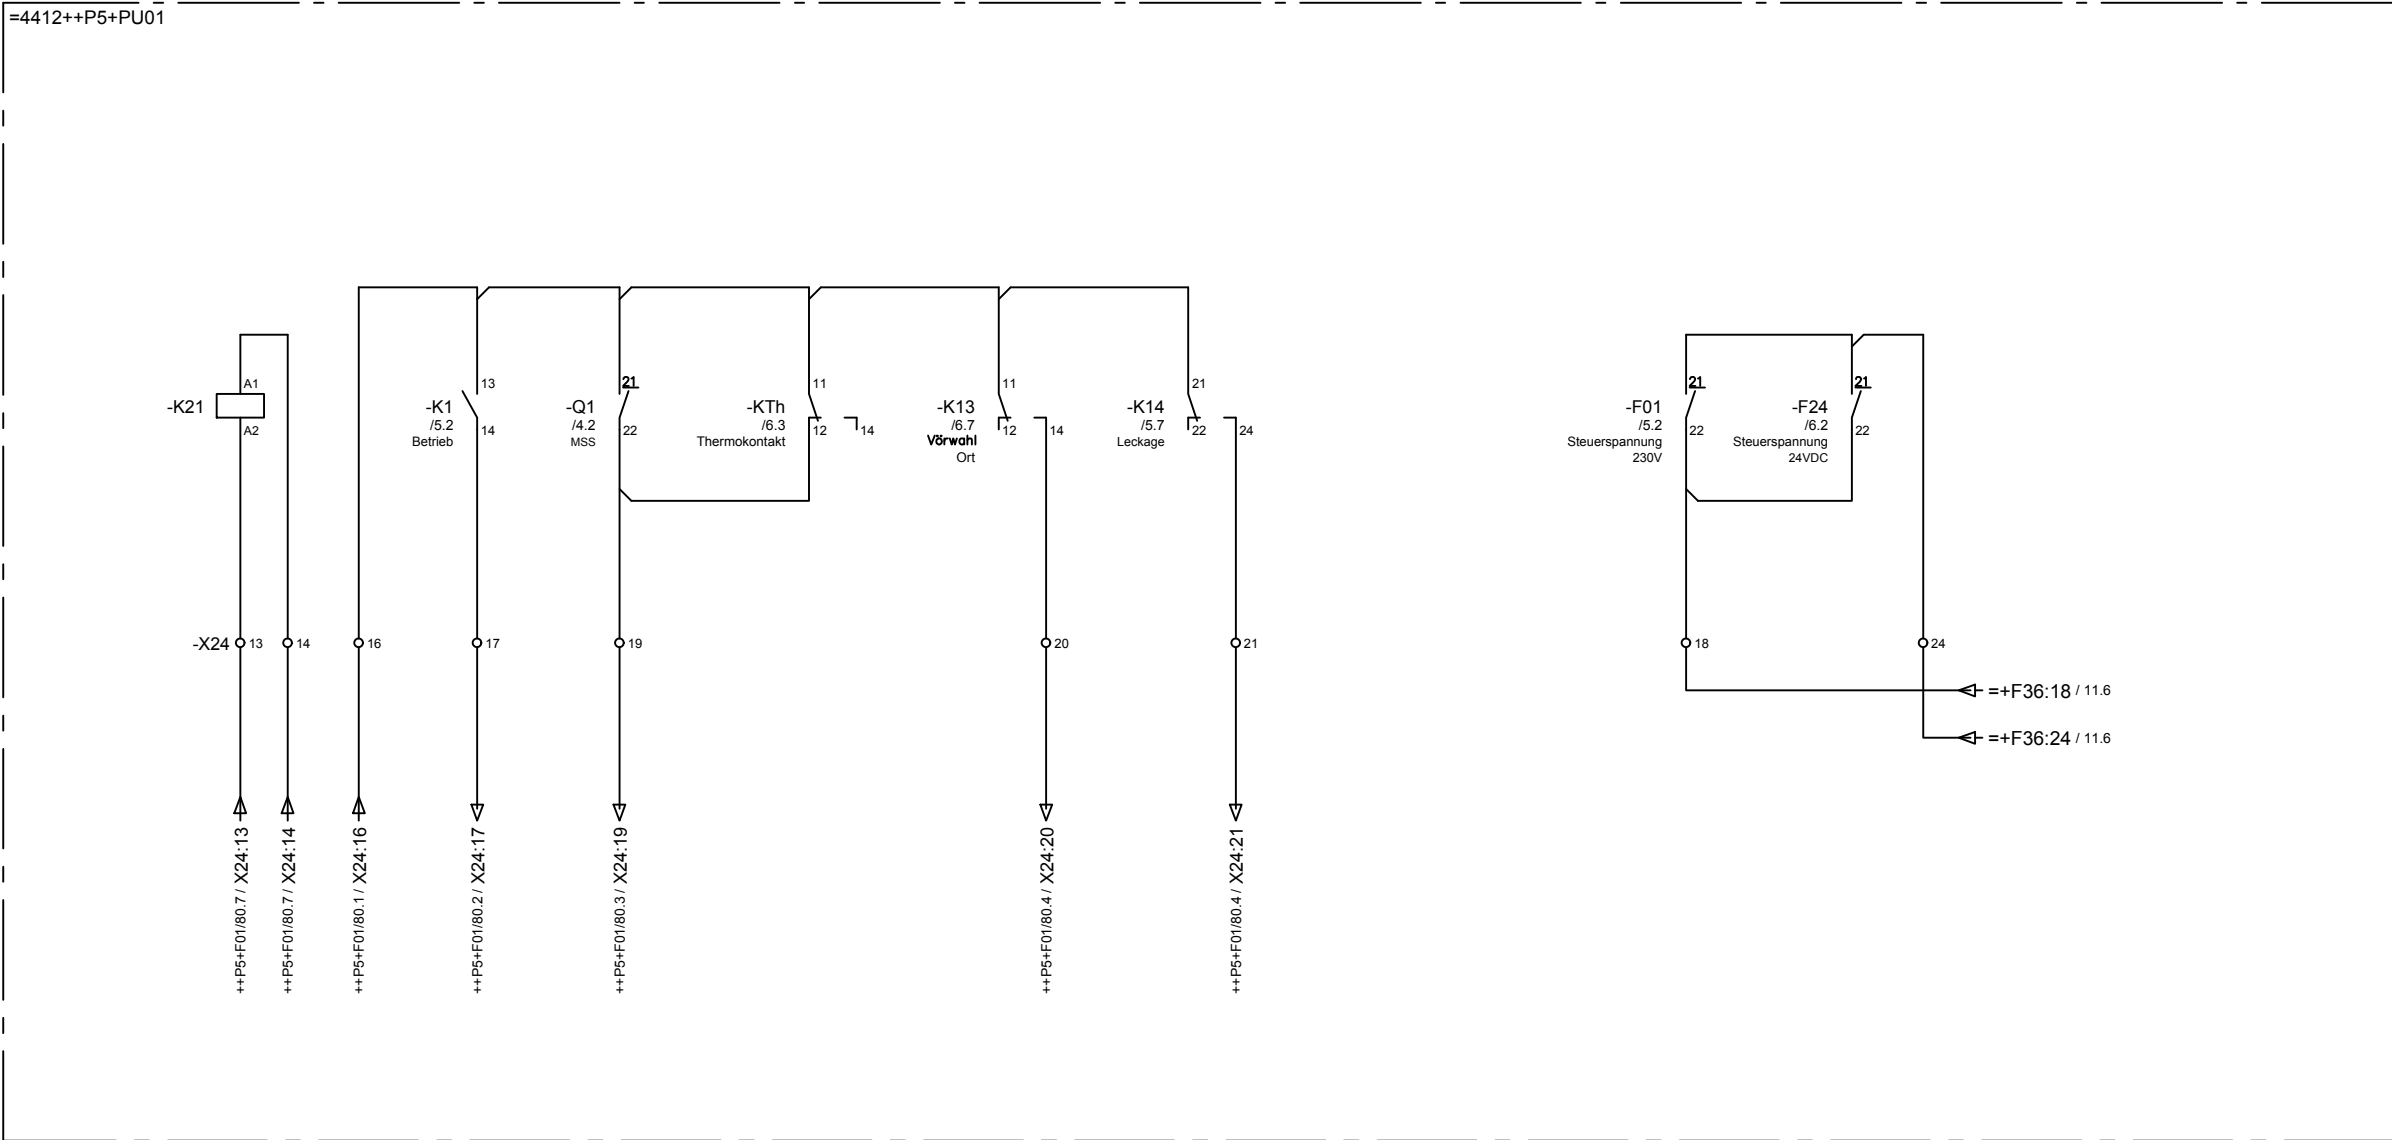 =4412++P5+PU01
-K21
A1
A2
-K1
/5.2
Betrieb
13
14
-Q1
/4.2
MSS
21
22
-KTh
/6.3
Thermokontakt
11
12
14
-K13
/6.7
Vörwahl
Ort
11
12
14
-K14
/5.7
Leckage
21
22
24
-F01
/5.2
Steuerspannung
230V
21
22
-F24
/6.2
Steuerspannung
24VDC
21
22
-X24
13
14
16
17
19
20
21
18
24
=+F36:18 / 11.6
=+F36:24 / 11.6
++P5+F01/80.7 / X24:13
++P5+F01/80.7 / X24:14
++P5+F01/80.1 / X24:16
++P5+F01/80.2 / X24:17
++P5+F01/80.3 / X24:19
++P5+F01/80.4 / X24:20
++P5+F01/80.4 / X24:21